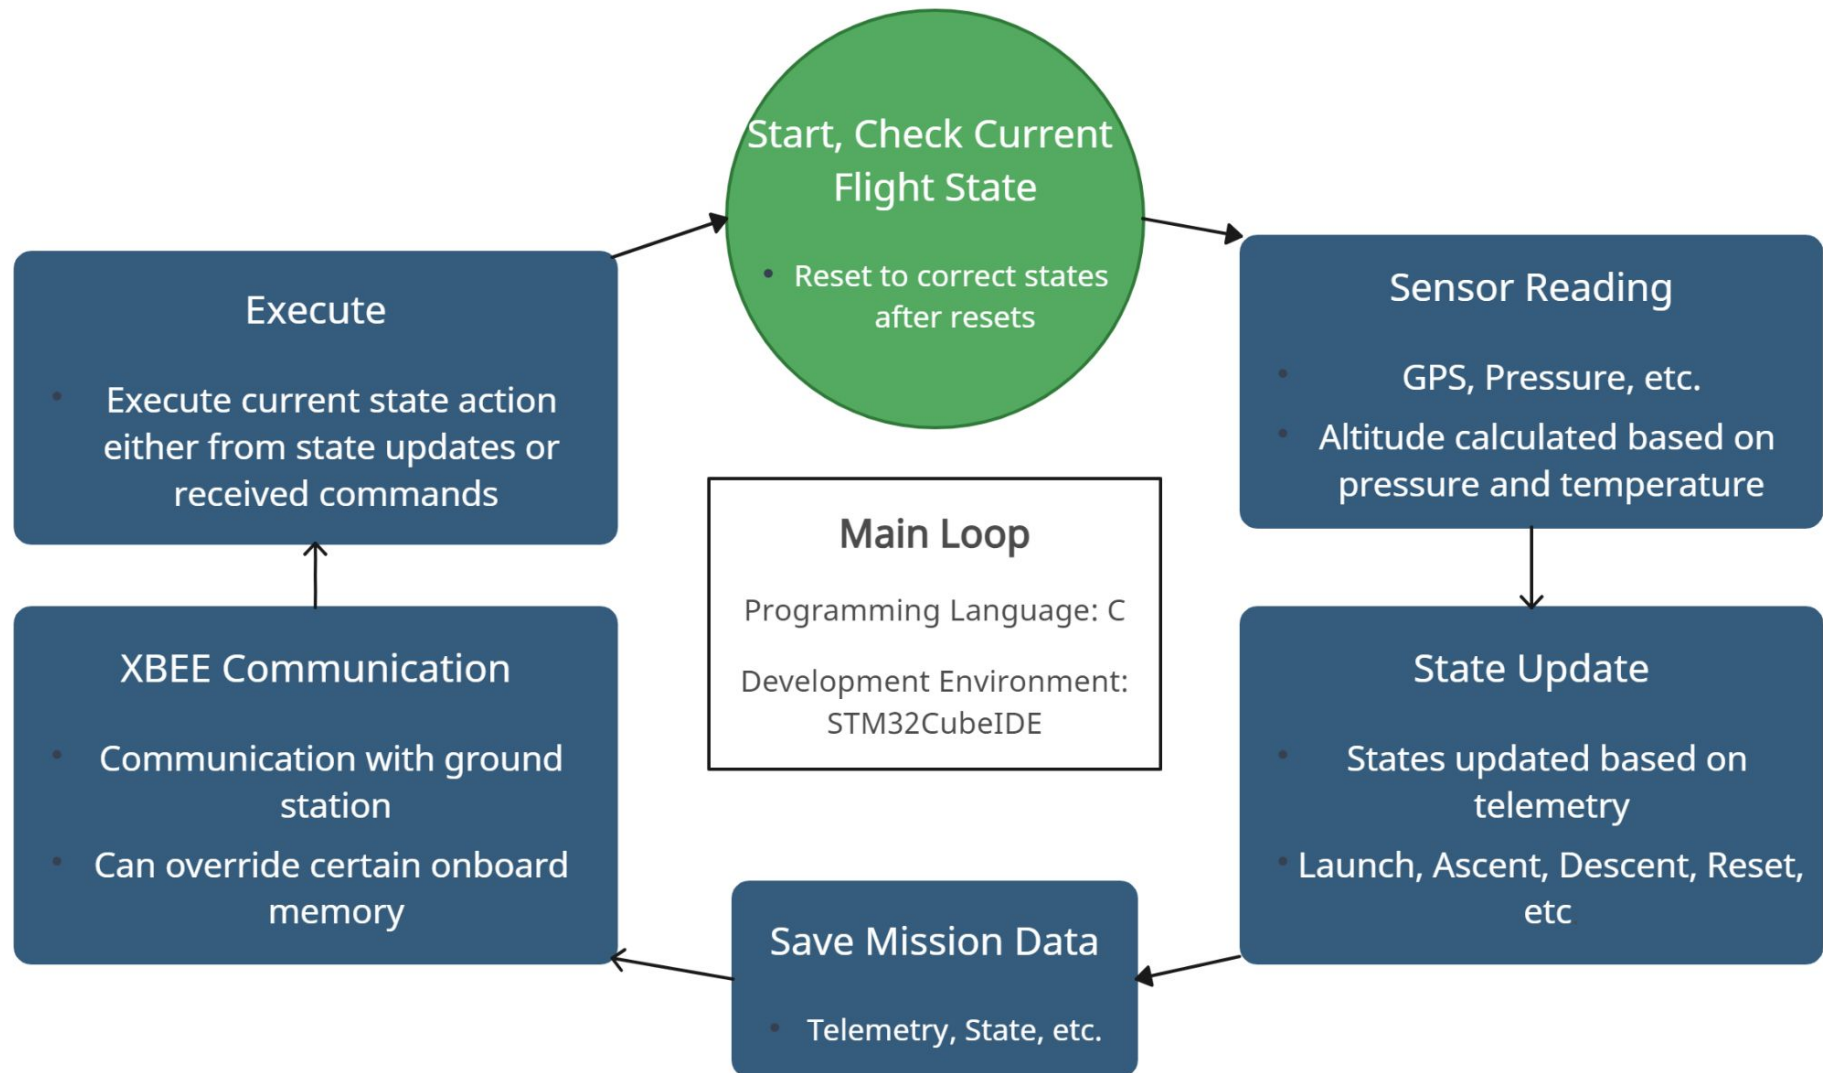 Start, Check Current
Flight State
• Reset to correct states
after resets
Sensor Reading
• GPS, Pressure, etc.
• Altitude calculated based on
pressure and temperature
State Update
• States updated based on
telemetry
• Launch, Ascent, Descent, Reset,
etc
Save Mission Data
• Telemetry, State, etc.
XBEE Communication
• Communication with ground
station
• Can override certain onboard
memory
Execute
• Execute current state action
either from state updates or
received commands
Main Loop
Programming Language: C
Development Environment:
STM32CubeIDE